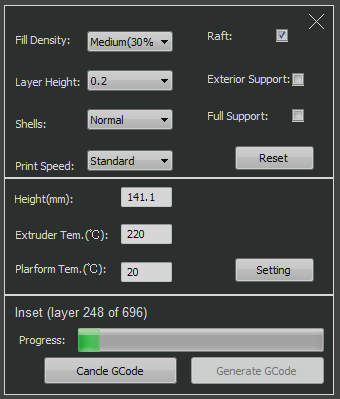 Fill Density: Medium(30% Raft:
Layer Height: 0.2 Exterior Support:
Shells: Normal Full Support:
Print Speed: Standard Reset
Height(mm): 141.1
Extruder Tem.(℃): 220
Plarform Tem.(℃): 20 Setting
Inset (layer 248 of 696)
Progress:
Cancle GCode Generate GCode